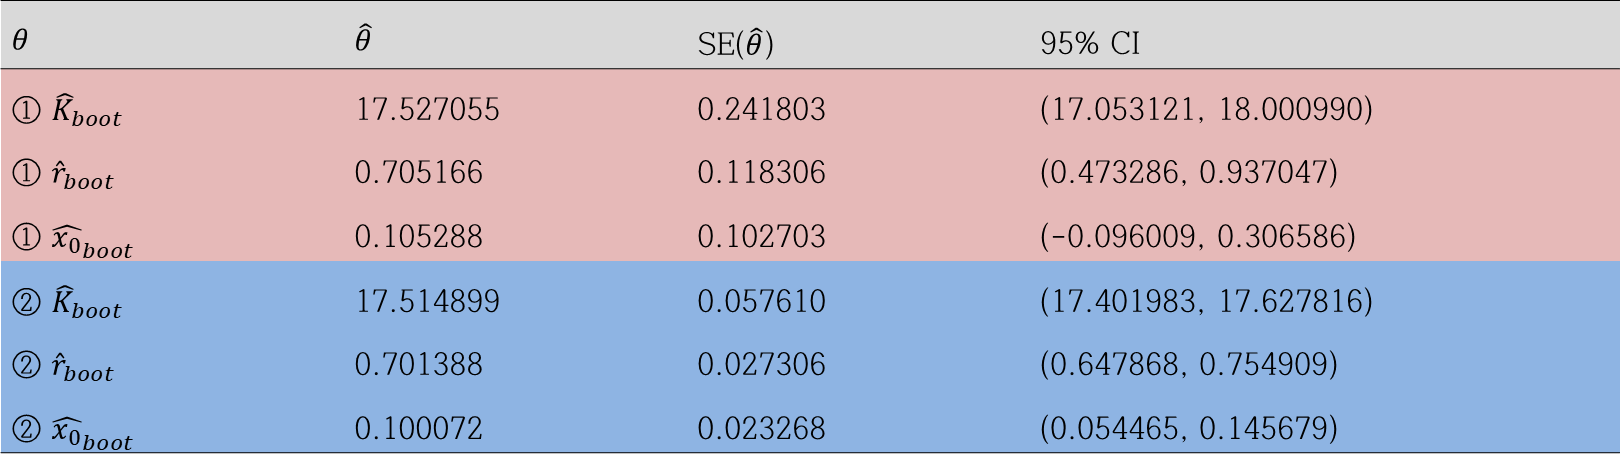 θ θ̂ SE(θ̂) 95% CI
① K̂boot 17.527055 0.241803 (17.053121, 18.000990)
① r̂boot 0.705166 0.118306 (0.473286, 0.937047)
① x̂0boot 0.105288 0.102703 (-0.096009, 0.306586)
② K̂boot 17.514899 0.057610 (17.401983, 17.627816)
② r̂boot 0.701388 0.027306 (0.647868, 0.754909)
② x̂0boot 0.100072 0.023268 (0.054465, 0.145679)